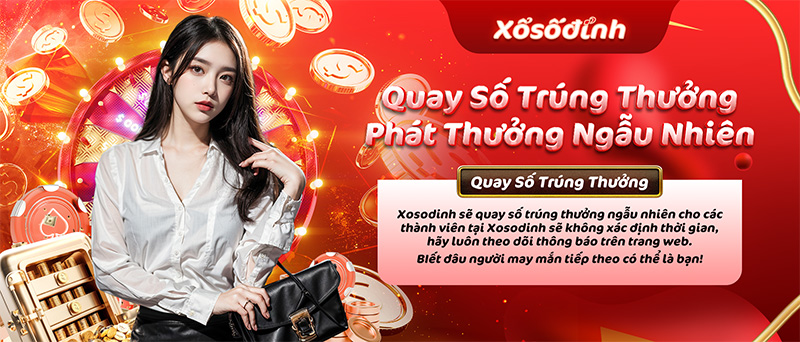 Xổsốđỉnh
Quay Số Trúng Thưởng
Phát Thưởng Ngẫu Nhiên
Quay Số Trúng Thưởng
Xosodinh sẽ quay số trúng thưởng ngẫu nhiên cho các
thành viên tại Xosodinh sẽ không xác định thời gian,
hãy luôn theo dõi thông báo trên trang web.
BIết đâu người may mắn tiếp theo có thể là bạn!